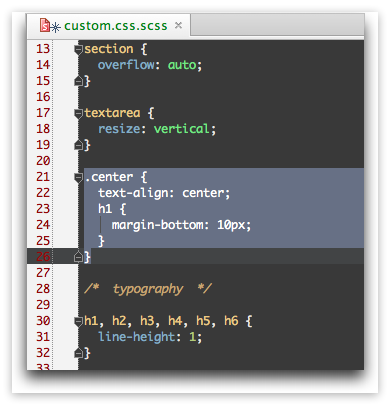 custom.css.scss
13 section {
14   overflow: auto;
15 }
16
17 textarea {
18   resize: vertical;
19 }
20
21 .center {
22   text-align: center;
23   h1 {
24     margin-bottom: 10px;
25   }
26 }
27
28 /*  typography  */
29
30 h1, h2, h3, h4, h5, h6 {
31   line-height: 1;
32 }
33